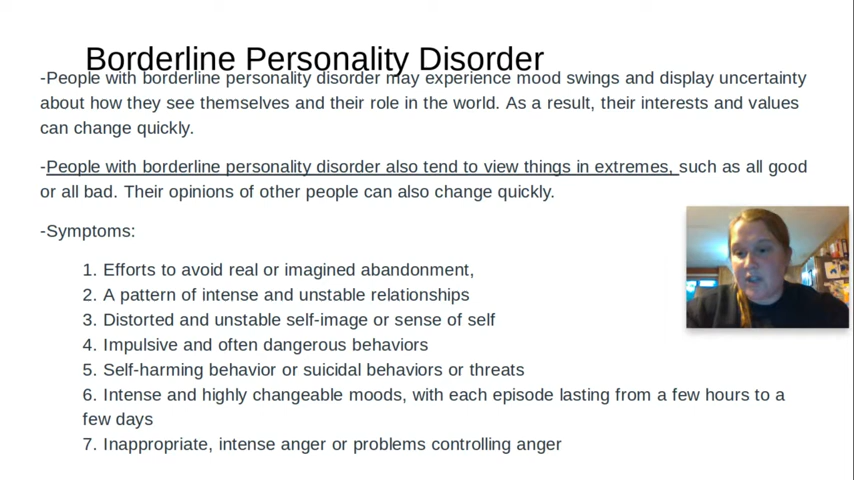 Borderline Personality Disorder
-People with borderline personality disorder may experience mood swings and display uncertainty
about how they see themselves and their role in the world. As a result, their interests and values
can change quickly.
-People with borderline personality disorder also tend to view things in extremes, such as all good
or all bad. Their opinions of other people can also change quickly.
-Symptoms:
1. Efforts to avoid real or imagined abandonment,
2. A pattern of intense and unstable relationships
3. Distorted and unstable self-image or sense of self
4. Impulsive and often dangerous behaviors
5. Self-harming behavior or suicidal behaviors or threats
6. Intense and highly changeable moods, with each episode lasting from a few hours to a
few days
7. Inappropriate, intense anger or problems controlling anger